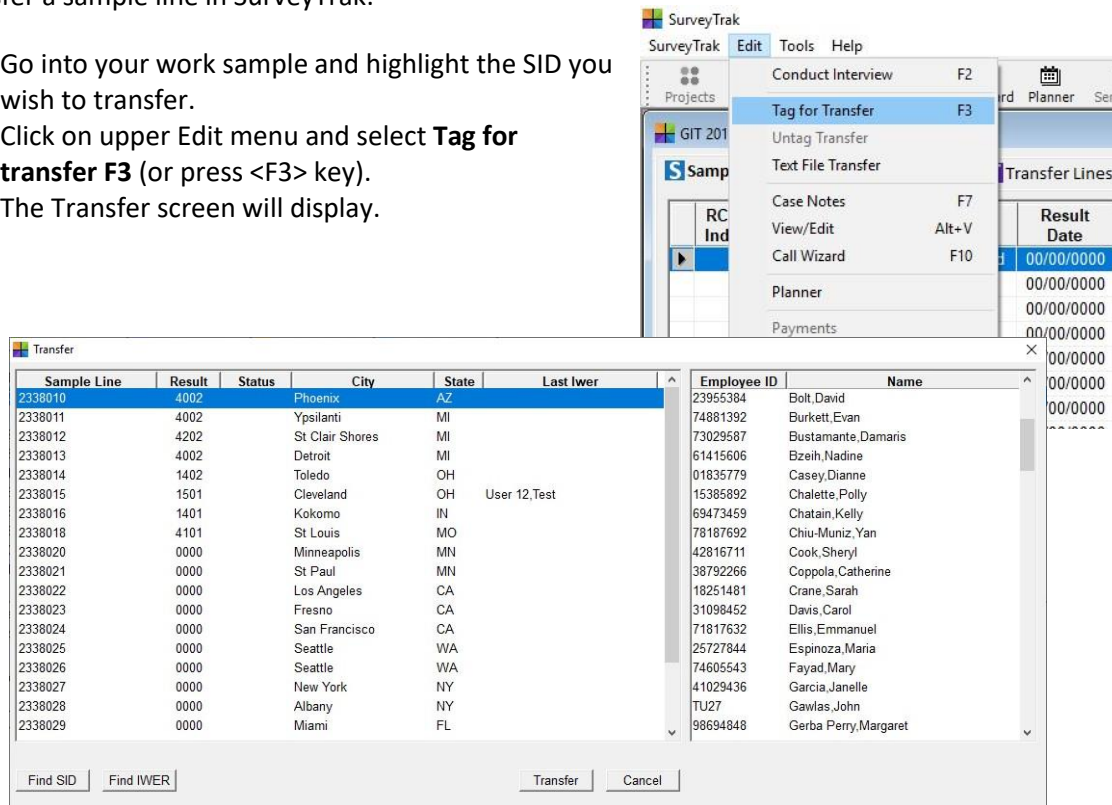 fer a sample line in SurveyTrak.
Go into your work sample and highlight the SID you
wish to transfer.
Click on upper Edit menu and select Tag for
transfer F3 (or press <F3> key).
The Transfer screen will display.
SurveyTrak
SurveyTrak Edit Tools Help
Projects rd Planner Ser
Conduct Interview F2
Tag for Transfer F3
Untag Transfer
Text File Transfer
Case Notes F7
View/Edit Alt+V
Call Wizard F10
Planner
Payments
GIT 201
S Samp Transfer Lines
RC Result
Ind Date
d 00/00/0000
00/00/0000
00/00/0000
00/00/0000
00/0000
00/0000
00/0000
Transfer
Sample Line Result Status City State Last Iwer
2338010 4002 Phoenix AZ
2338011 4002 Ypsilanti MI
2338012 4202 St Clair Shores MI
2338013 4002 Detroit MI
2338014 1402 Toledo OH
2338015 1501 Cleveland OH User 12,Test
2338016 1401 Kokomo IN
2338018 4101 St Louis MO
2338020 0000 Minneapolis MN
2338021 0000 St Paul MN
2338022 0000 Los Angeles CA
2338023 0000 Fresno CA
2338024 0000 San Francisco CA
2338025 0000 Seattle WA
2338026 0000 Seattle WA
2338027 0000 New York NY
2338028 0000 Albany NY
2338029 0000 Miami FL
Employee ID Name
23955384 Bolt,David
74881392 Burkett,Evan
73029587 Bustamante,Damaris
61415606 Bzeih,Nadine
01835779 Casey,Dianne
15385892 Chalette,Polly
69473459 Chatain,Kelly
78187692 Chiu-Muniz,Yan
42816711 Cook,Sheryl
38792266 Coppola,Catherine
18251481 Crane,Sarah
31098452 Davis,Carol
71817632 Ellis,Emmanuel
25727844 Espinoza,Maria
74605543 Fayad,Mary
41029436 Garcia,Janelle
TU27 Gawlas,John
98694848 Gerba Perry,Margaret
Find SID Find IWER Transfer Cancel